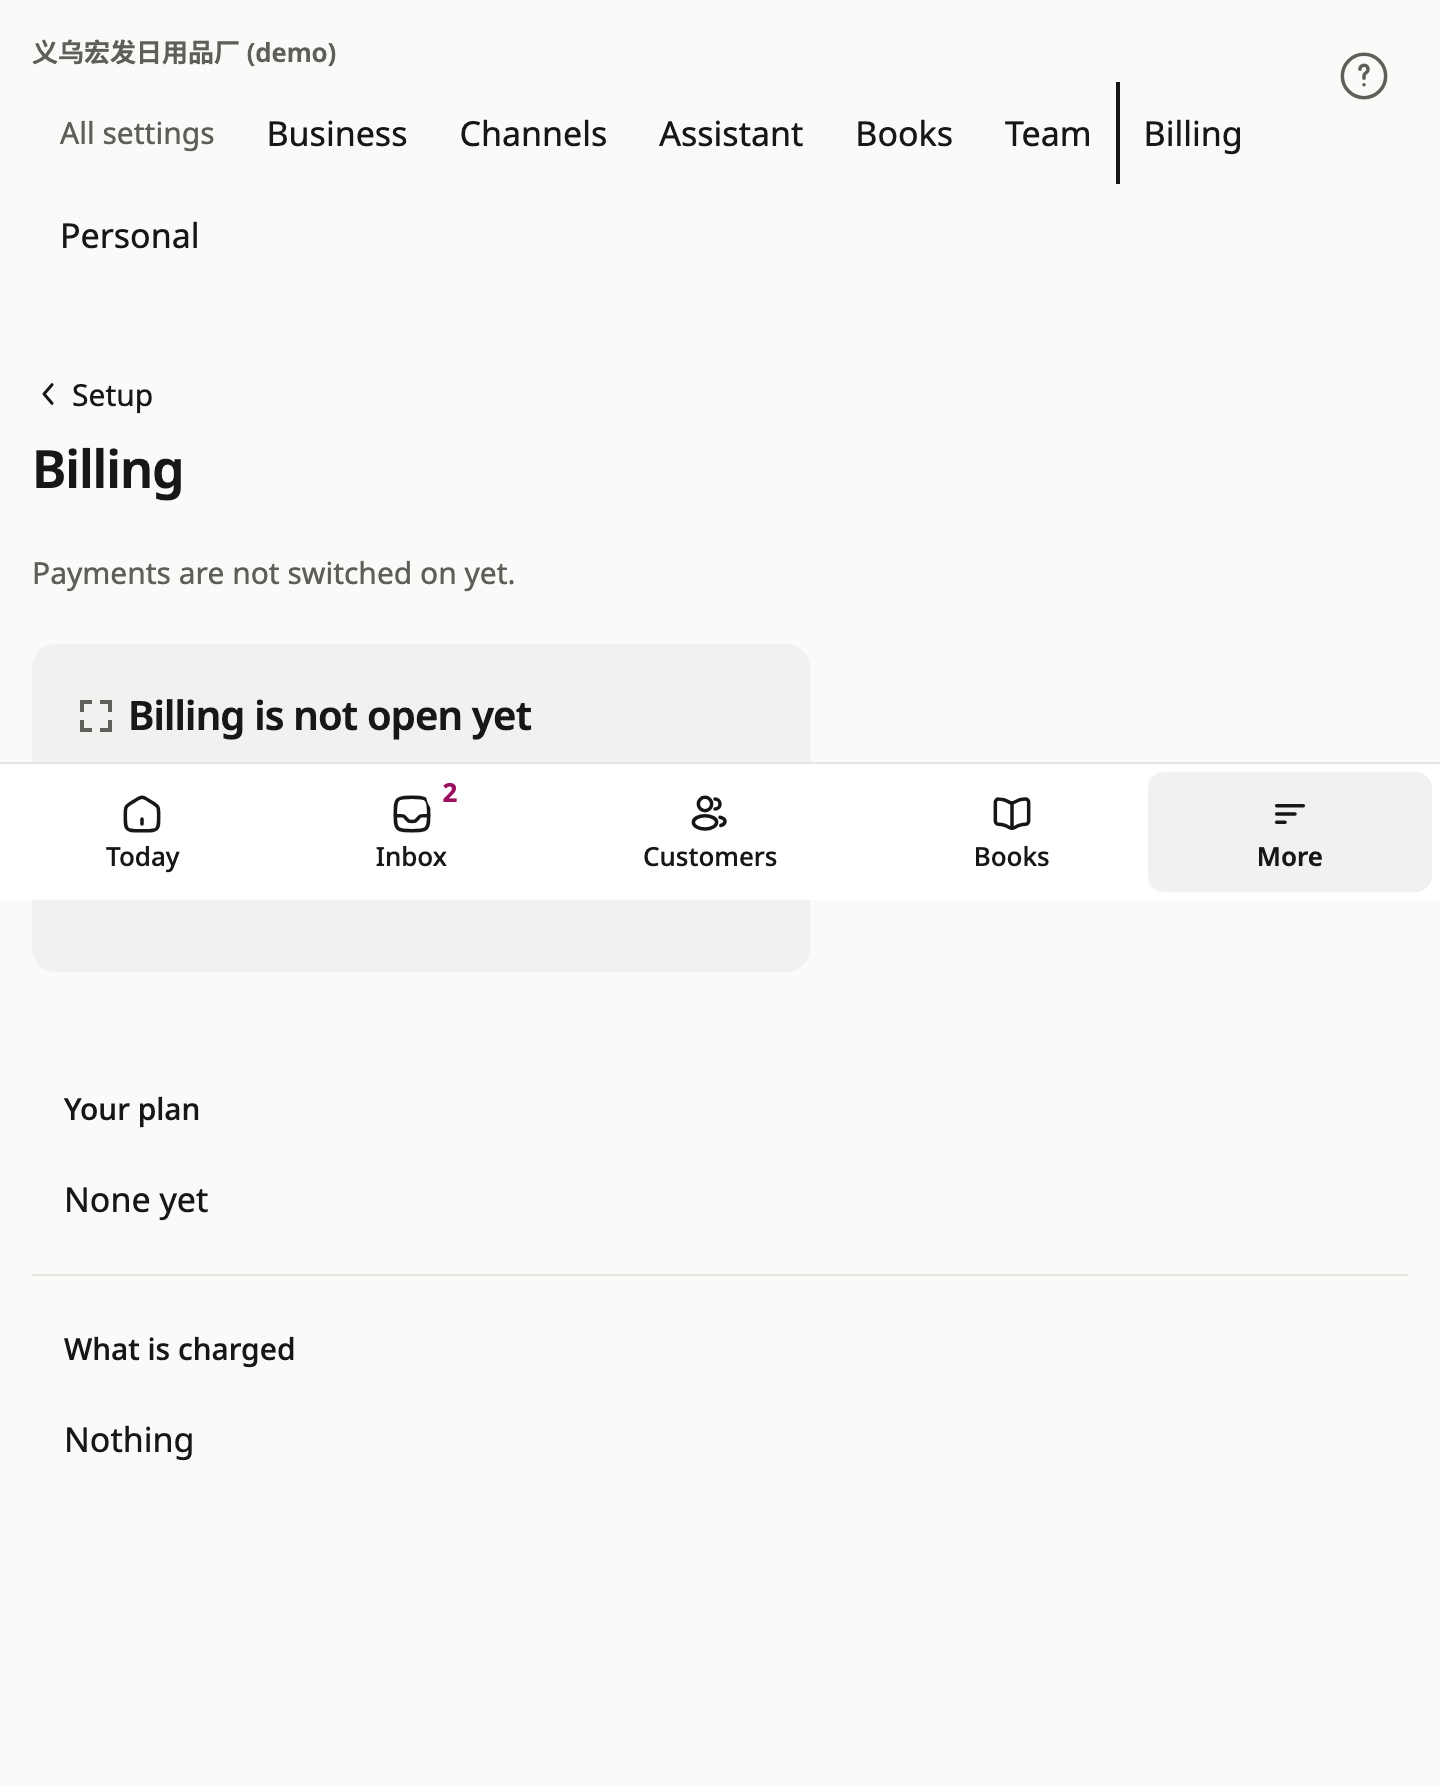 义乌宏发日用品厂 (demo)
All settings Business Channels Assistant Books Team Billing
Personal
Setup
Billing
Payments are not switched on yet.
Billing is not open yet
2
Today Inbox Customers Books More
Your plan
None yet
What is charged
Nothing